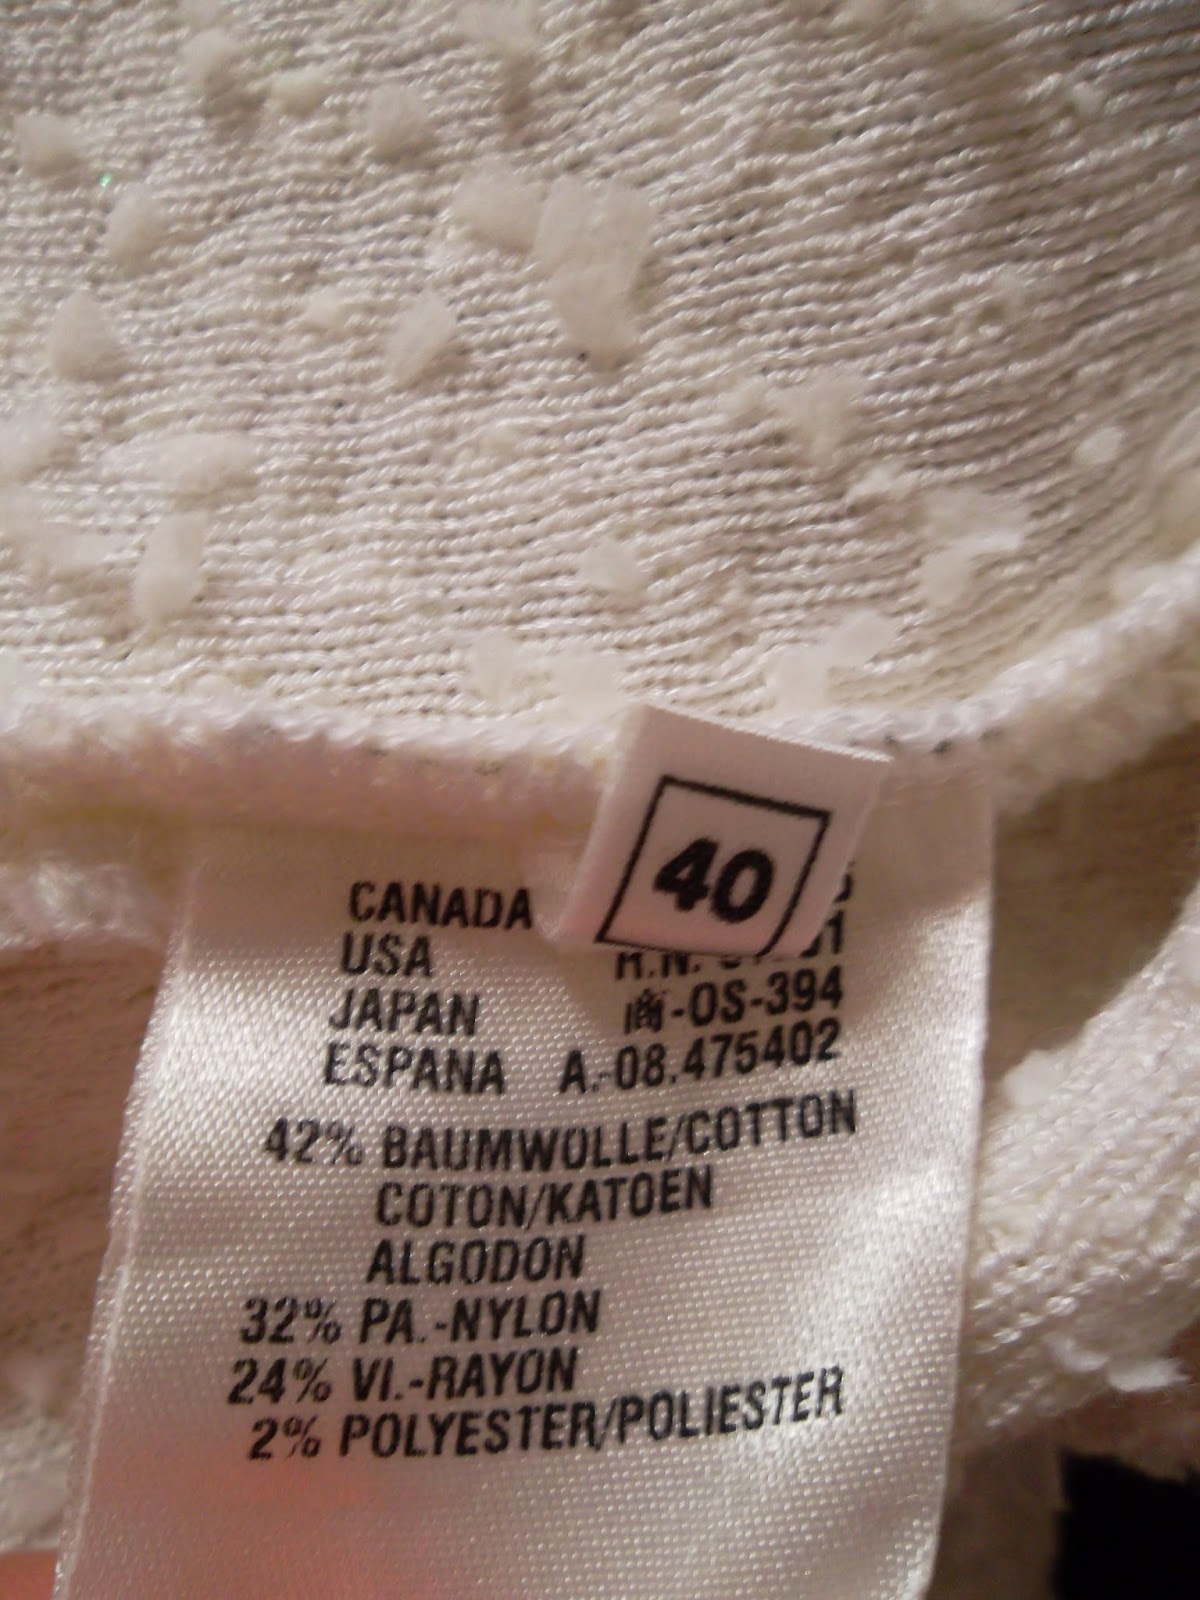 40
CANADA
USA R.N.
JAPAN 商-OS-394
ESPANA A.-08.475402
42% BAUMWOLLE/COTTON
COTON/KATOEN
ALGODON
32% PA.-NYLON
24% VI.-RAYON
2% POLYESTER/POLIESTER